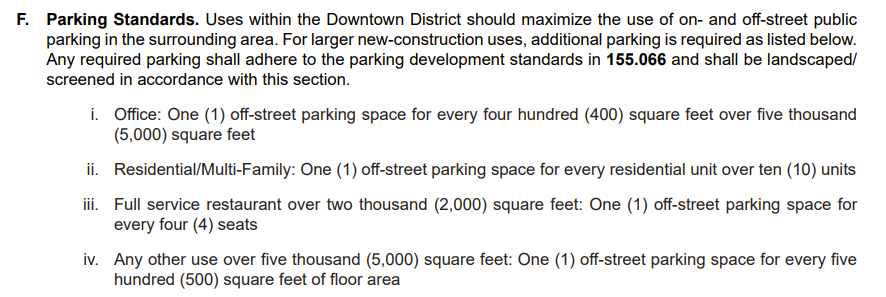 F. Parking Standards. Uses within the Downtown District should maximize the use of on- and off-street public
parking in the surrounding area. For larger new-construction uses, additional parking is required as listed below.
Any required parking shall adhere to the parking development standards in 155.066 and shall be landscaped/
screened in accordance with this section.
i. Office: One (1) off-street parking space for every four hundred (400) square feet over five thousand
(5,000) square feet
ii. Residential/Multi-Family: One (1) off-street parking space for every residential unit over ten (10) units
iii. Full service restaurant over two thousand (2,000) square feet: One (1) off-street parking space for
every four (4) seats
iv. Any other use over five thousand (5,000) square feet: One (1) off-street parking space for every five
hundred (500) square feet of floor area